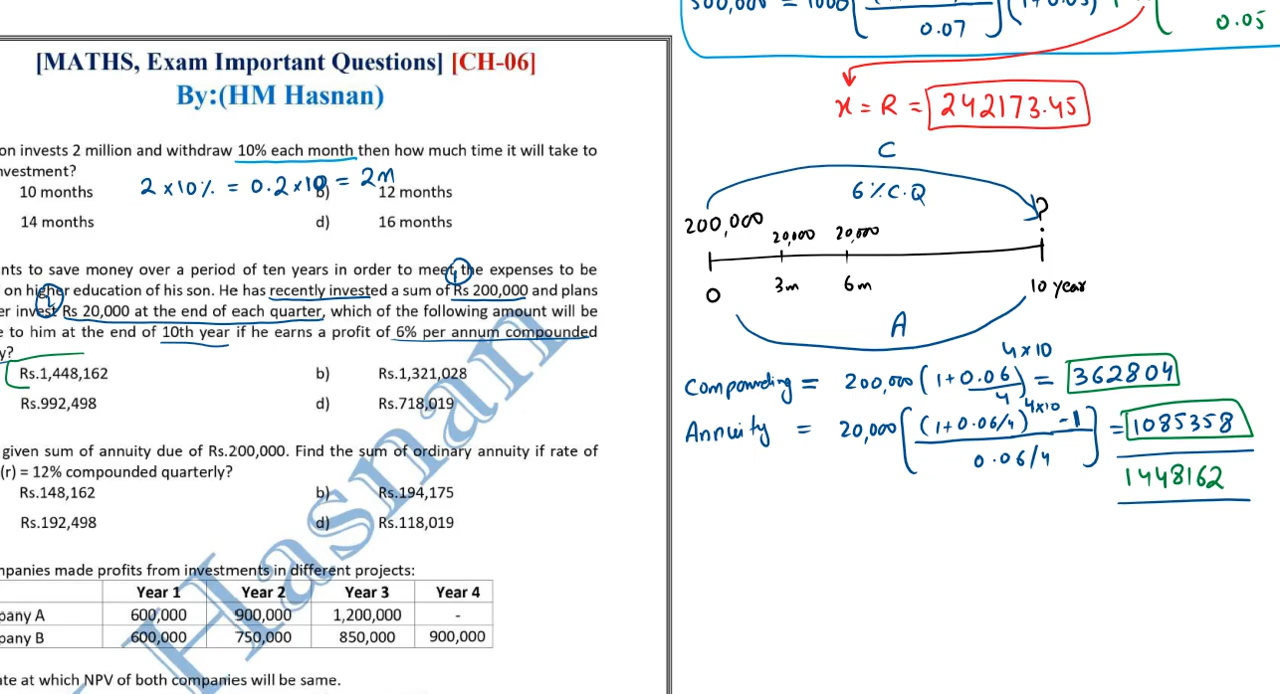 [MATHS, Exam Important Questions] [CH-06]
By:(HM Hasnan)
on invests 2 million and withdraw 10% each month then how much time it will take to
nvestment?
10 months
b) 12 months
14 months
d) 16 months
2 x 10% = 0.2 x 10 = 2M
nts to save money over a period of ten years in order to meet the expenses to be
on higher education of his son. He has recently invested a sum of Rs 200,000 and plans
er invest Rs 20,000 at the end of each quarter, which of the following amount will be
e to him at the end of 10th year if he earns a profit of 6% per annum compounded
y?
1
2
Rs.1,448,162
b) Rs.1,321,028
Rs.992,498
d) Rs.718,019
given sum of annuity due of Rs.200,000. Find the sum of ordinary annuity if rate of
(r) = 12% compounded quarterly?
Rs.148,162
b) Rs.194,175
Rs.192,498
d) Rs.118,019
mpanies made profits from investments in different projects:
Year 1 Year 2 Year 3 Year 4
pany A 600,000 900,000 1,200,000 -
pany B 600,000 750,000 850,000 900,000
ate at which NPV of both companies will be same.
Hasnan
0.07
0.05
x = R = 242173.45
C
6% C.Q
200,000
20,000 20,000
?
0 3m 6m 10 year
A
Compounding = 200,000 (1+0.06/4)^4x10 = 362804
Annuity = 20,000 [(1+0.06/4)^4x10 -1 / 0.06/4] = 1085358
1448162